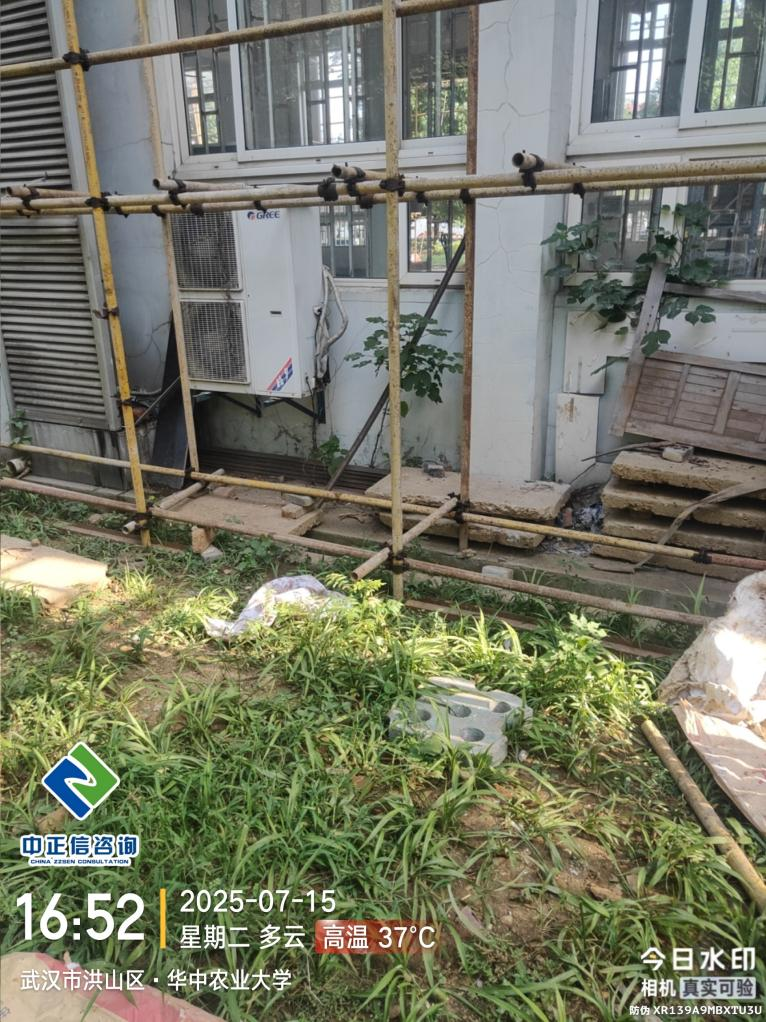 GREE
中正信咨询
CHINA ZZSEN CONSULTATION
16:52
2025-07-15
星期二 多云 高温 37°C
武汉市洪山区·华中农业大学
今日水印
相机 真实可验
防伪 XR139A9MBXTU3U